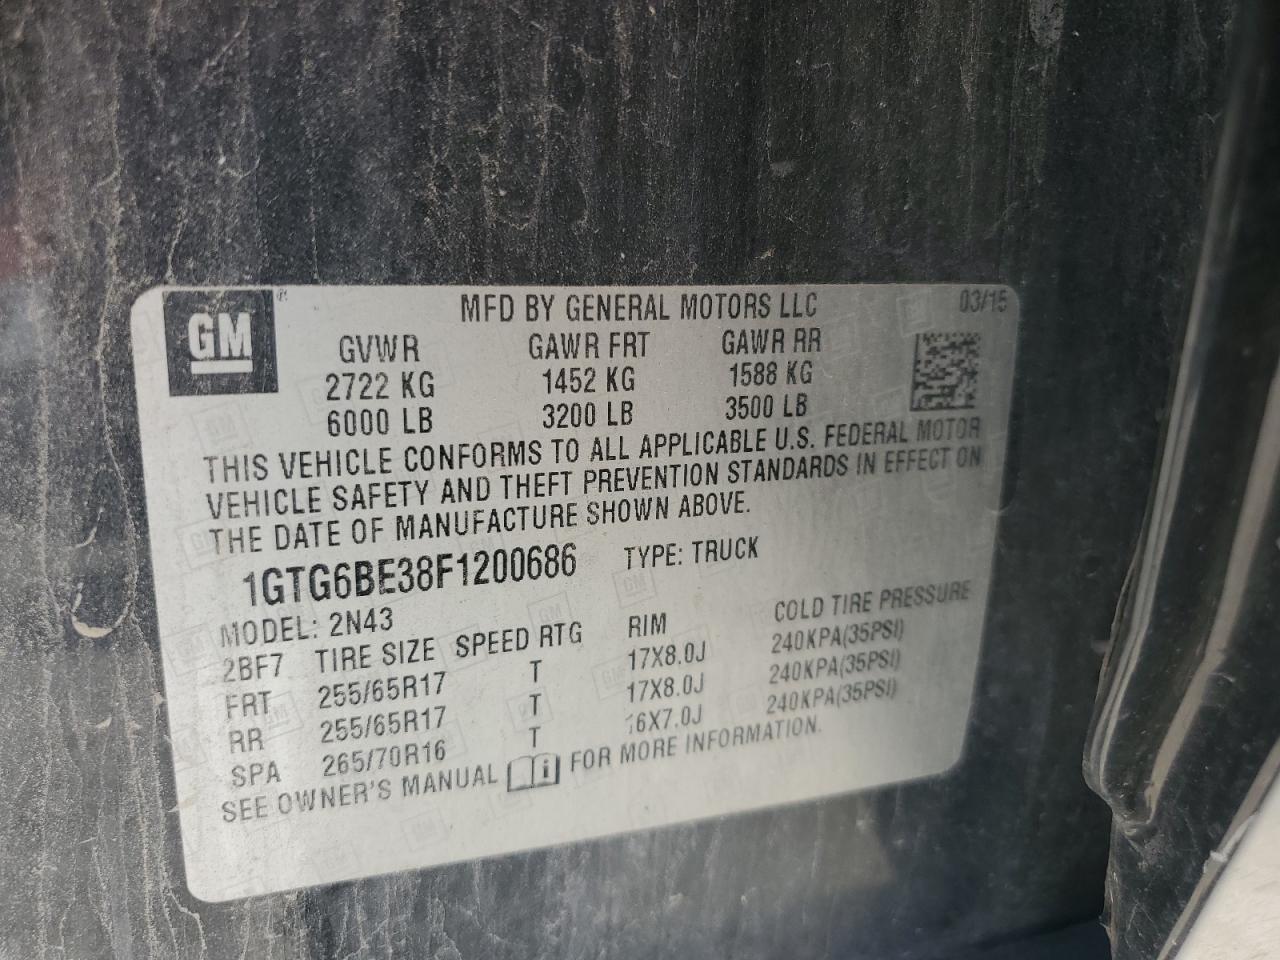 GM ®
MFD BY GENERAL MOTORS LLC 03/15
GVWR GAWR FRT GAWR RR
2722 KG 1452 KG 1588 KG
6000 LB 3200 LB 3500 LB
THIS VEHICLE CONFORMS TO ALL APPLICABLE U.S. FEDERAL MOTOR
VEHICLE SAFETY AND THEFT PREVENTION STANDARDS IN EFFECT ON
THE DATE OF MANUFACTURE SHOWN ABOVE.
1GTG6BE38F1200686 TYPE: TRUCK
MODEL: 2N43
2BF7 TIRE SIZE SPEED RTG RIM COLD TIRE PRESSURE
FRT 255/65R17 T 17X8.0J 240KPA(35PSI)
RR 255/65R17 T 17X8.0J 240KPA(35PSI)
SPA 265/70R16 T 16X7.0J 240KPA(35PSI)
SEE OWNER'S MANUAL i FOR MORE INFORMATION.